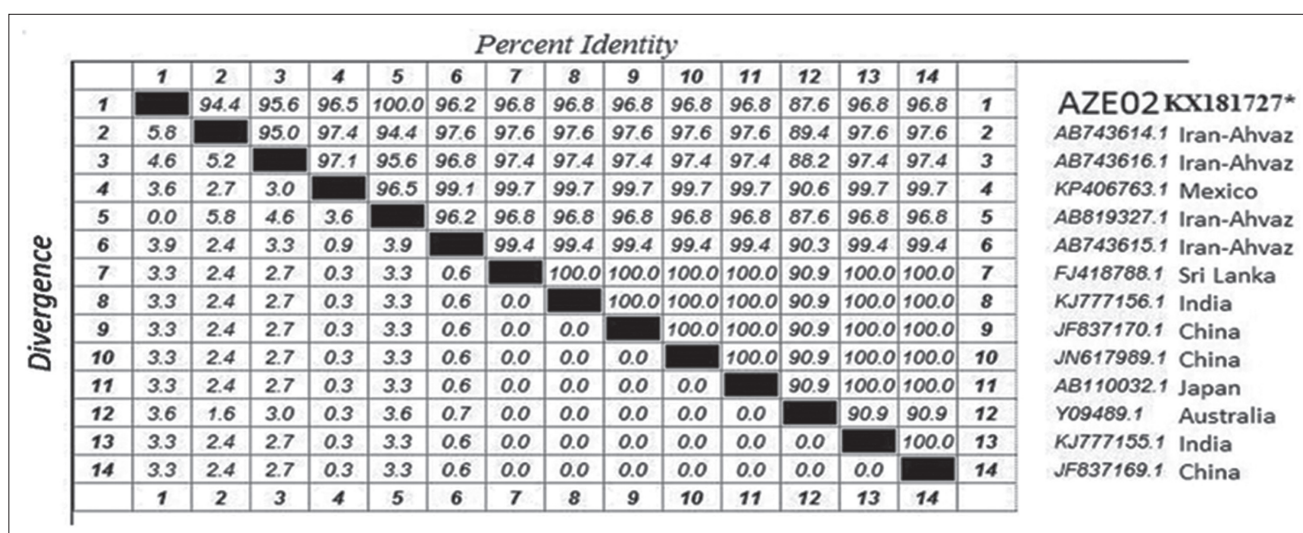 Percent Identity
1 2 3 4 5 6 7 8 9 10 11 12 13 14
1 94.4 95.6 96.5 100.0 96.2 96.8 96.8 96.8 96.8 96.8 87.6 96.8 96.8 1 AZE02 KX181727*
2 5.8 95.0 97.4 94.4 97.6 97.6 97.6 97.6 97.6 97.6 89.4 97.6 97.6 2 AB743614.1 Iran-Ahvaz
3 4.6 5.2 97.1 95.6 96.8 97.4 97.4 97.4 97.4 97.4 88.2 97.4 97.4 3 AB743616.1 Iran-Ahvaz
4 3.6 2.7 3.0 96.5 99.1 99.7 99.7 99.7 99.7 99.7 90.6 99.7 99.7 4 KP406763.1 Mexico
5 0.0 5.8 4.6 3.6 96.2 96.8 96.8 96.8 96.8 96.8 87.6 96.8 96.8 5 AB819327.1 Iran-Ahvaz
6 3.9 2.4 3.3 0.9 3.9 99.4 99.4 99.4 99.4 99.4 90.3 99.4 99.4 6 AB743615.1 Iran-Ahvaz
7 3.3 2.4 2.7 0.3 3.3 0.6 100.0 100.0 100.0 100.0 90.9 100.0 100.0 7 FJ418788.1 Sri Lanka
8 3.3 2.4 2.7 0.3 3.3 0.6 0.0 100.0 100.0 100.0 90.9 100.0 100.0 8 KJ777156.1 India
9 3.3 2.4 2.7 0.3 3.3 0.6 0.0 0.0 100.0 100.0 90.9 100.0 100.0 9 JF837170.1 China
10 3.3 2.4 2.7 0.3 3.3 0.6 0.0 0.0 0.0 100.0 90.9 100.0 100.0 10 JN617989.1 China
11 3.3 2.4 2.7 0.3 3.3 0.6 0.0 0.0 0.0 0.0 90.9 100.0 100.0 11 AB110032.1 Japan
12 3.6 1.6 3.0 0.3 3.6 0.7 0.0 0.0 0.0 0.0 0.0 90.9 90.9 12 Y09489.1 Australia
13 3.3 2.4 2.7 0.3 3.3 0.6 0.0 0.0 0.0 0.0 0.0 0.0 100.0 13 KJ777155.1 India
14 3.3 2.4 2.7 0.3 3.3 0.6 0.0 0.0 0.0 0.0 0.0 0.0 0.0 14 JF837169.1 China
1 2 3 4 5 6 7 8 9 10 11 12 13 14
Divergence